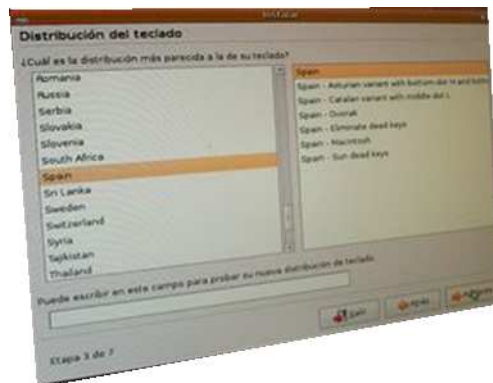 Instalar
Distribución del teclado
¿Cuál es la distribución más parecida a la de su teclado?
Romania
Russia
Serbia
Slovakia
Slovenia
South Africa
Spain
Sri Lanka
Sweden
Switzerland
Syria
Tajikistan
Thailand
Spain
Spain - Asturian variant with bottom-dot H and bottom
Spain - Catalan variant with middle-dot L
Spain - Dvorak
Spain - Eliminate dead keys
Spain - Macintosh
Spain - Sun dead keys
Puede escribir en este campo para probar su nueva distribución de teclado.
Salir
Atrás
Etapa 3 de 7